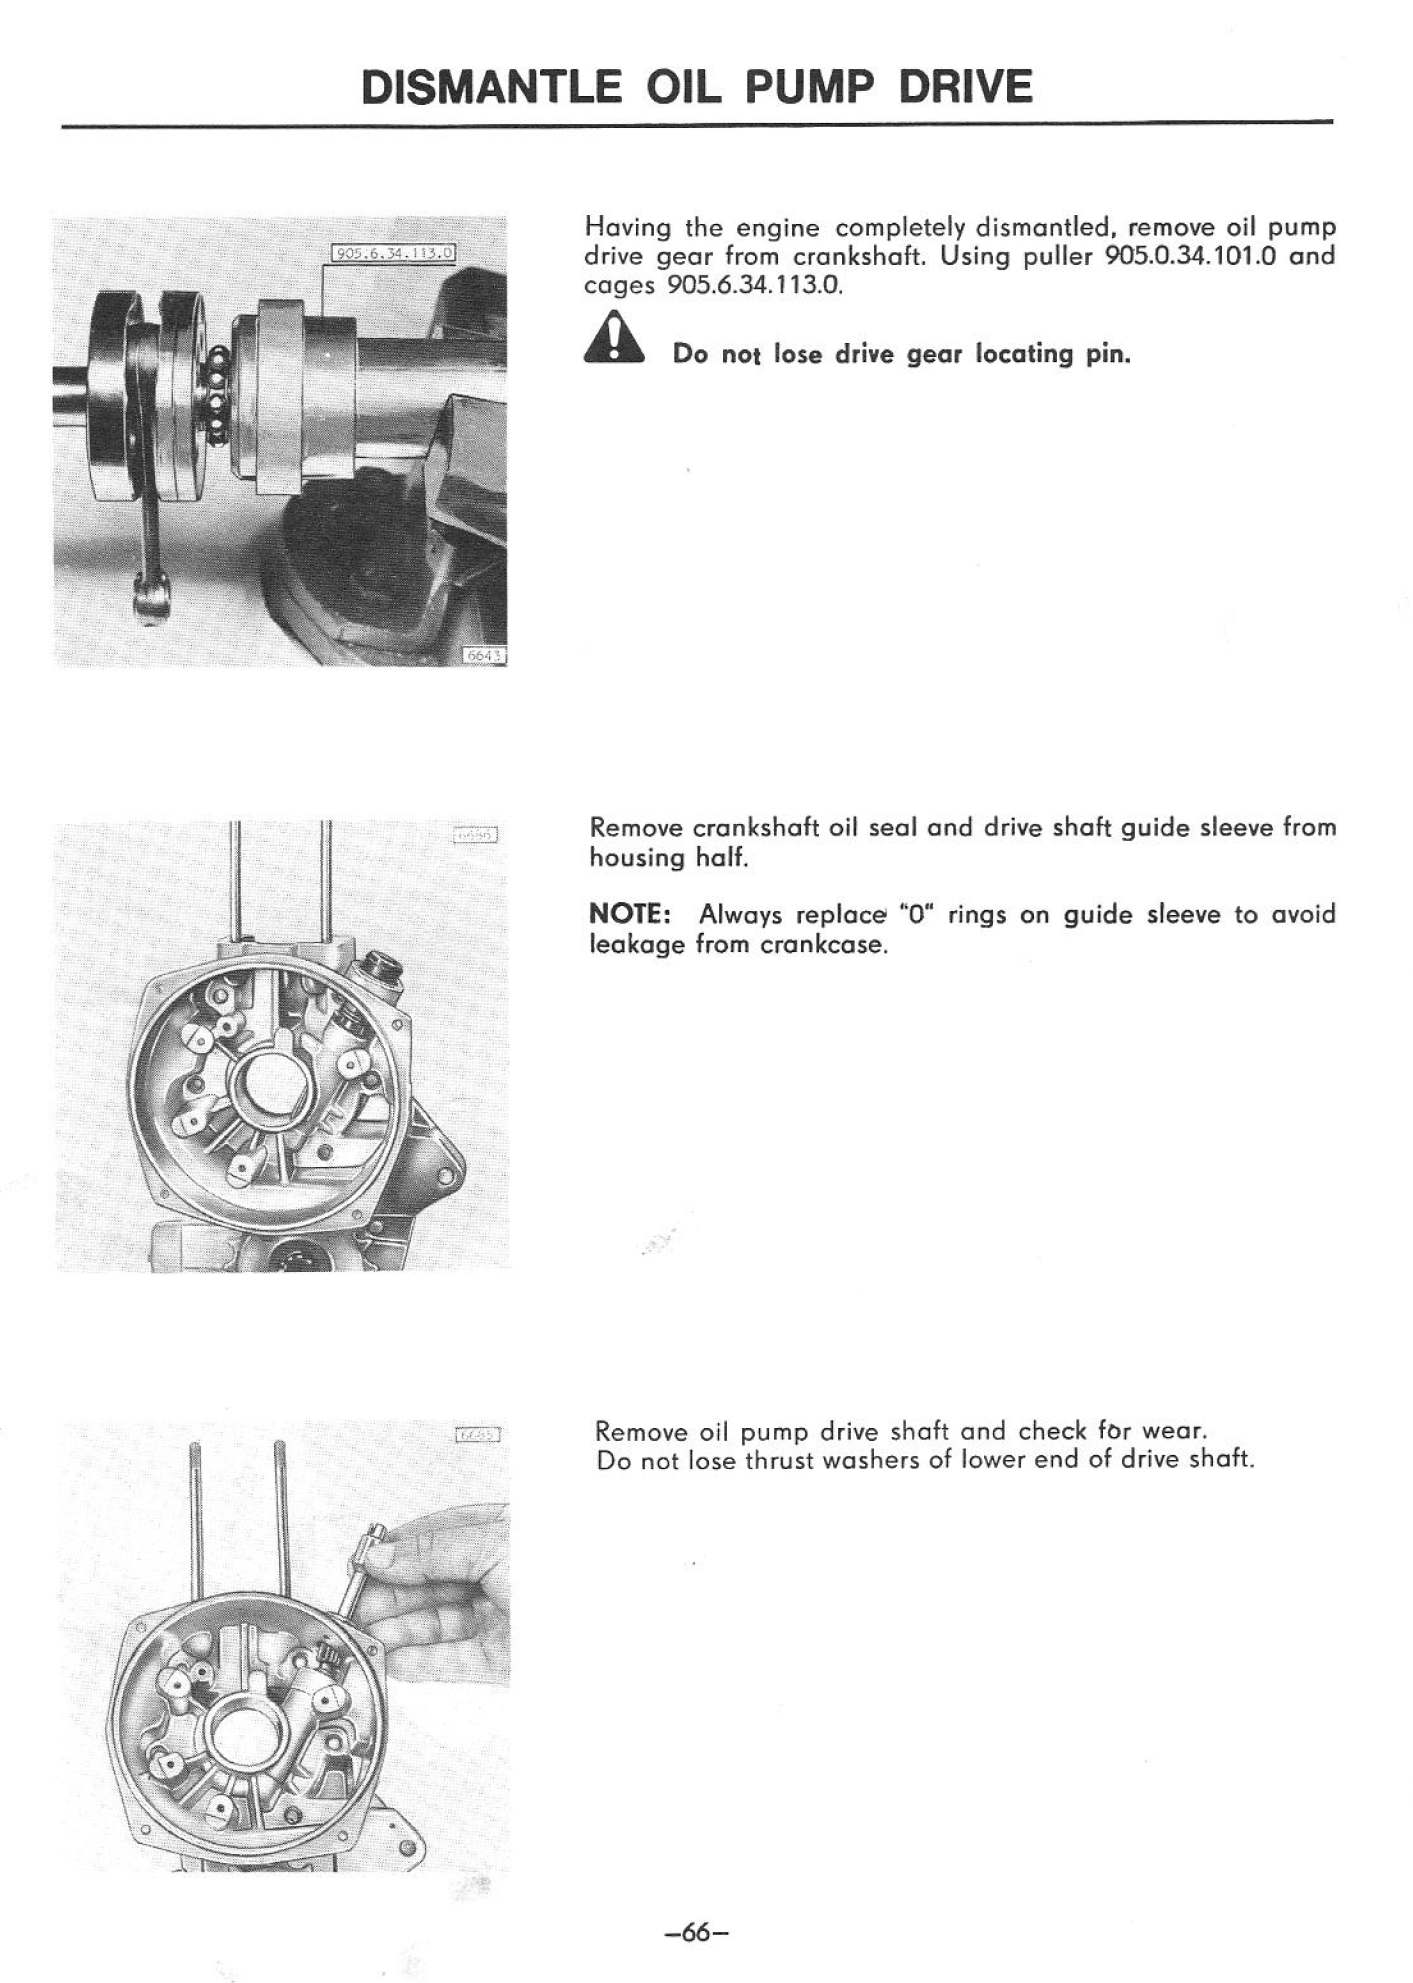 DISMANTLE OIL PUMP DRIVE
905.6.34.113.0
6643
Having the engine completely dismantled, remove oil pump
drive gear from crankshaft. Using puller 905.0.34.101.0 and
cages 905.6.34.113.0.
Do not lose drive gear locating pin.
Remove crankshaft oil seal and drive shaft guide sleeve from
housing half.
NOTE: Always replace "O" rings on guide sleeve to avoid
leakage from crankcase.
Remove oil pump drive shaft and check for wear.
Do not lose thrust washers of lower end of drive shaft.
–66–